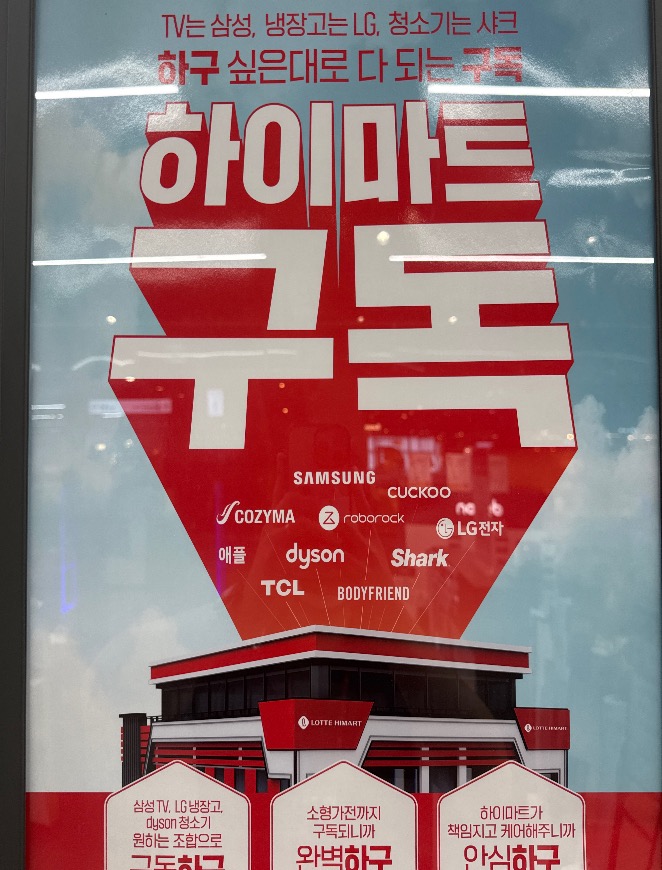 TV는 삼성, 냉장고는 LG, 청소기는 샤크
하구 싶은대로 다 되는 구독
하이마트
구독
SAMSUNG
CUCKOO
COZYMA
roborock
LG전자
애플
dyson
Shark
TCL
BODYFRIEND
LOTTE HIMART
LOTTE HIMART
삼성 TV, LG 냉장고,
dyson 청소기
원하는 조합으로
구독하구
소형가전까지
구독되니까
완벽하구
하이마트가
책임지고 케어해주니까
안심하구